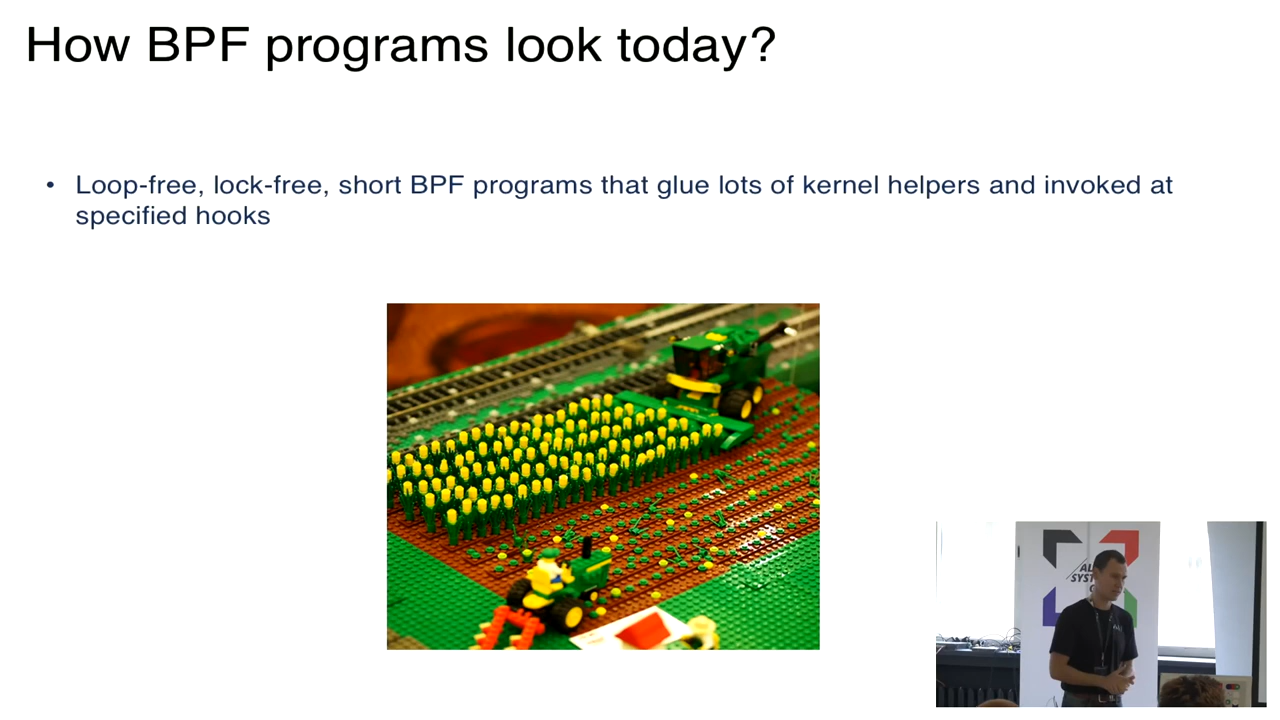 How BPF programs look today?
• Loop-free, lock-free, short BPF programs that glue lots of kernel helpers and invoked at
specified hooks